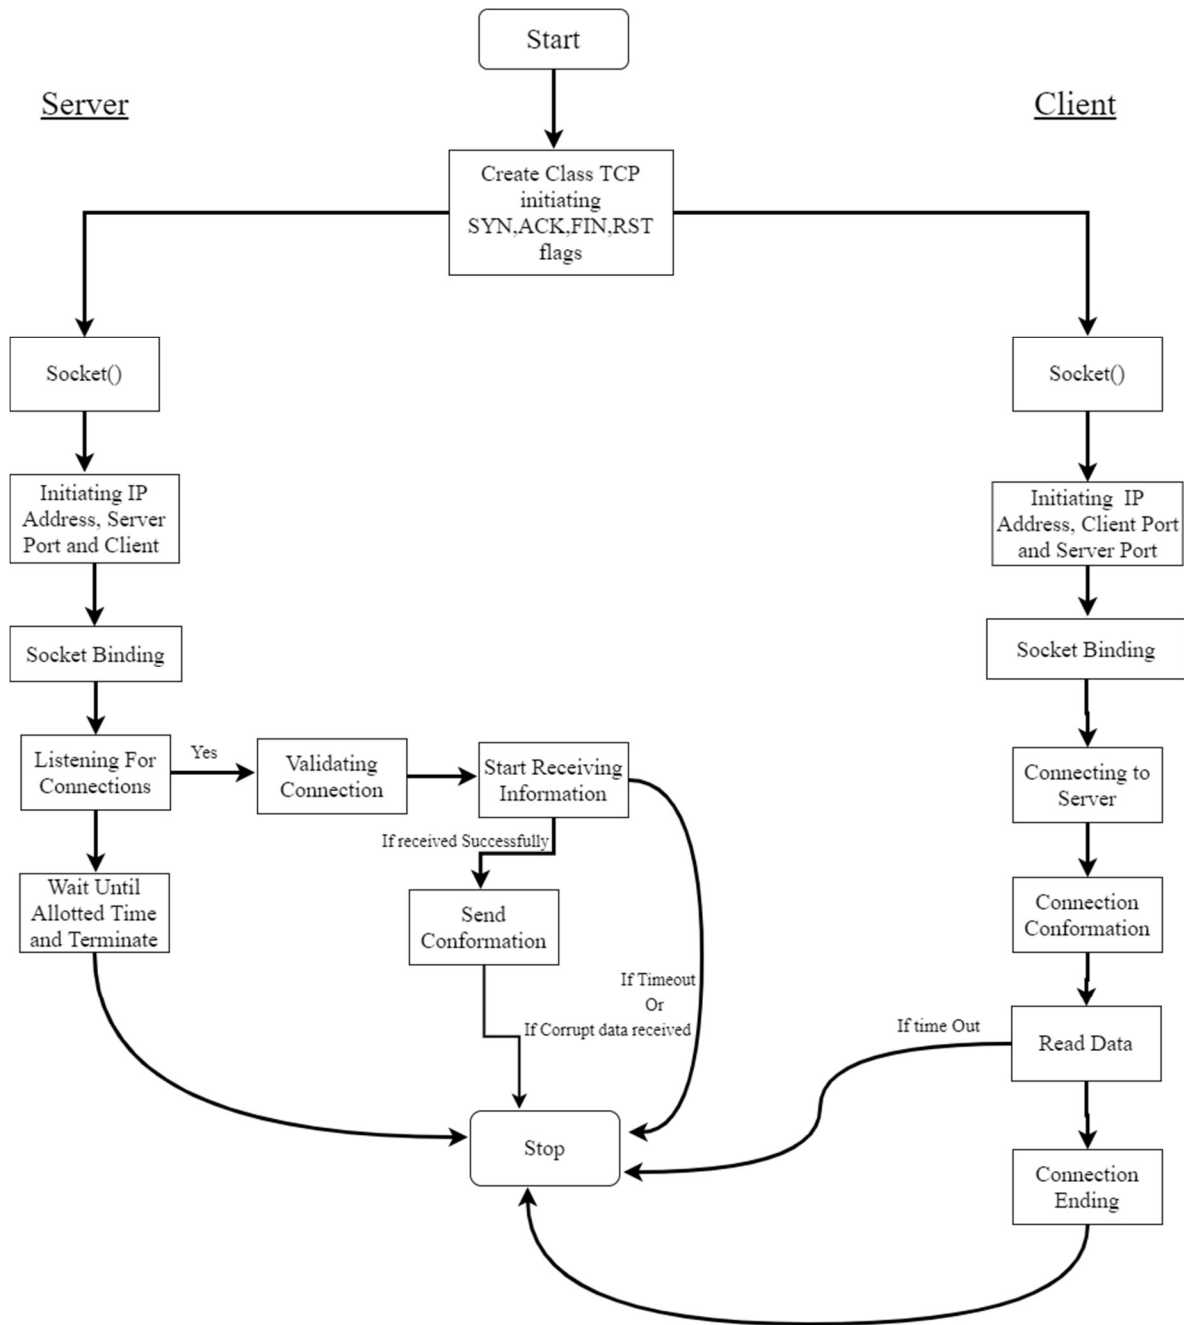 Start
Server
Client
Create Class TCP
initiating
SYN,ACK,FIN,RST
flags
Socket()
Socket()
Initiating IP
Address, Server
Port and Client
Initiating IP
Address, Client Port
and Server Port
Socket Binding
Socket Binding
Listening For
Connections
Yes
Validating
Connection
Start Receiving
Information
Connecting to
Server
If received Successfully
Wait Until
Allotted Time
and Terminate
Send
Conformation
Connection
Conformation
If Timeout
Or
If Corrupt data received
If time Out
Read Data
Stop
Connection
Ending